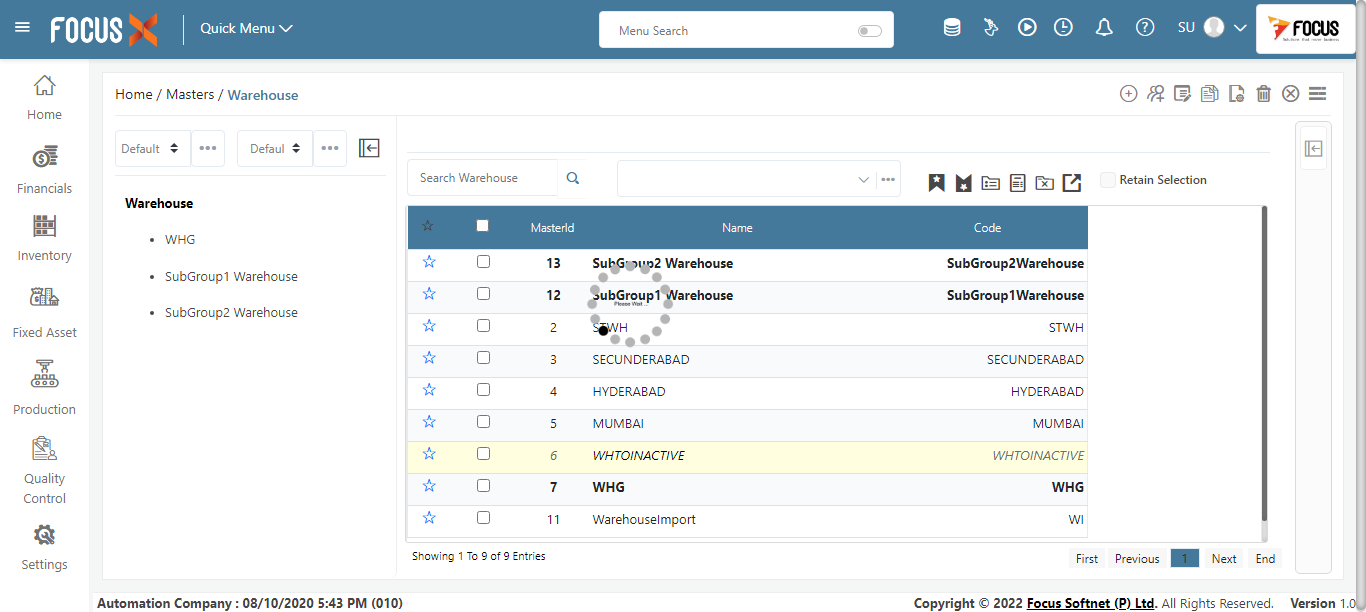 FOCUS X
Quick Menu
Menu Search
SU
FOCUS
Home
Financials
Inventory
Fixed Asset
Production
Quality
Control
Settings
Home / Masters / Warehouse
Default
Defaul
Warehouse
WHG
SubGroup1 Warehouse
SubGroup2 Warehouse
Search Warehouse
Retain Selection
MasterId Name Code
13 SubGroup2 Warehouse SubGroup2Warehouse
12 SubGroup1 Warehouse SubGroup1Warehouse
Please Wait...
2 STWH STWH
3 SECUNDERABAD SECUNDERABAD
4 HYDERABAD HYDERABAD
5 MUMBAI MUMBAI
6 WHTOINACTIVE WHTOINACTIVE
7 WHG WHG
11 WarehouseImport WI
Showing 1 To 9 of 9 Entries
First Previous 1 Next End
Automation Company : 08/10/2020 5:43 PM (010)
Copyright © 2022 Focus Softnet (P) Ltd. All Rights Reserved. Version 1.0